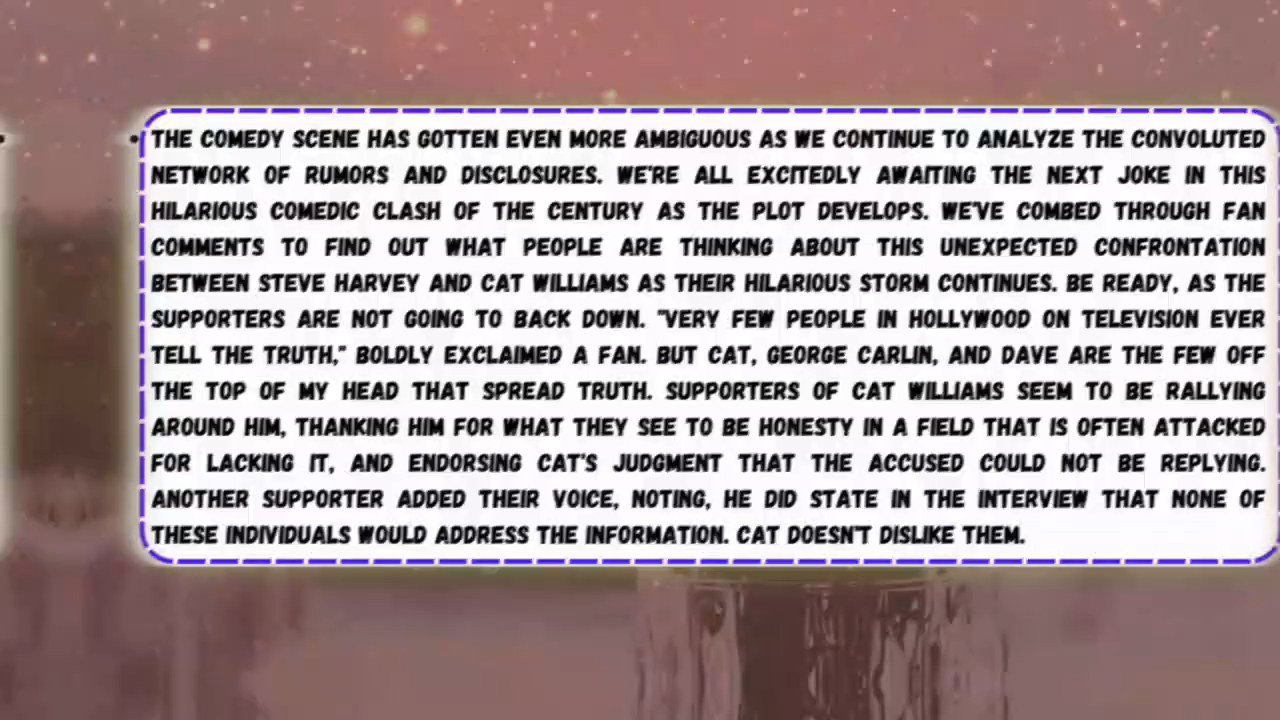 THE COMEDY SCENE HAS GOTTEN EVEN MORE AMBIGUOUS AS WE CONTINUE TO ANALYZE THE CONVOLUTED
NETWORK OF RUMORS AND DISCLOSURES. WE'RE ALL EXCITEDLY AWAITING THE NEXT JOKE IN THIS
HILARIOUS COMEDIC CLASH OF THE CENTURY AS THE PLOT DEVELOPS. WE'VE COMBED THROUGH FAN
COMMENTS TO FIND OUT WHAT PEOPLE ARE THINKING ABOUT THIS UNEXPECTED CONFRONTATION
BETWEEN STEVE HARVEY AND CAT WILLIAMS AS THEIR HILARIOUS STORM CONTINUES. BE READY, AS THE
SUPPORTERS ARE NOT GOING TO BACK DOWN. "VERY FEW PEOPLE IN HOLLYWOOD ON TELEVISION EVER
TELL THE TRUTH," BOLDLY EXCLAIMED A FAN. BUT CAT, GEORGE CARLIN, AND DAVE ARE THE FEW OFF
THE TOP OF MY HEAD THAT SPREAD TRUTH. SUPPORTERS OF CAT WILLIAMS SEEM TO BE RALLYING
AROUND HIM, THANKING HIM FOR WHAT THEY SEE TO BE HONESTY IN A FIELD THAT IS OFTEN ATTACKED
FOR LACKING IT, AND ENDORSING CAT'S JUDGMENT THAT THE ACCUSED COULD NOT BE REPLYING.
ANOTHER SUPPORTER ADDED THEIR VOICE, NOTING, HE DID STATE IN THE INTERVIEW THAT NONE OF
THESE INDIVIDUALS WOULD ADDRESS THE INFORMATION. CAT DOESN'T DISLIKE THEM.